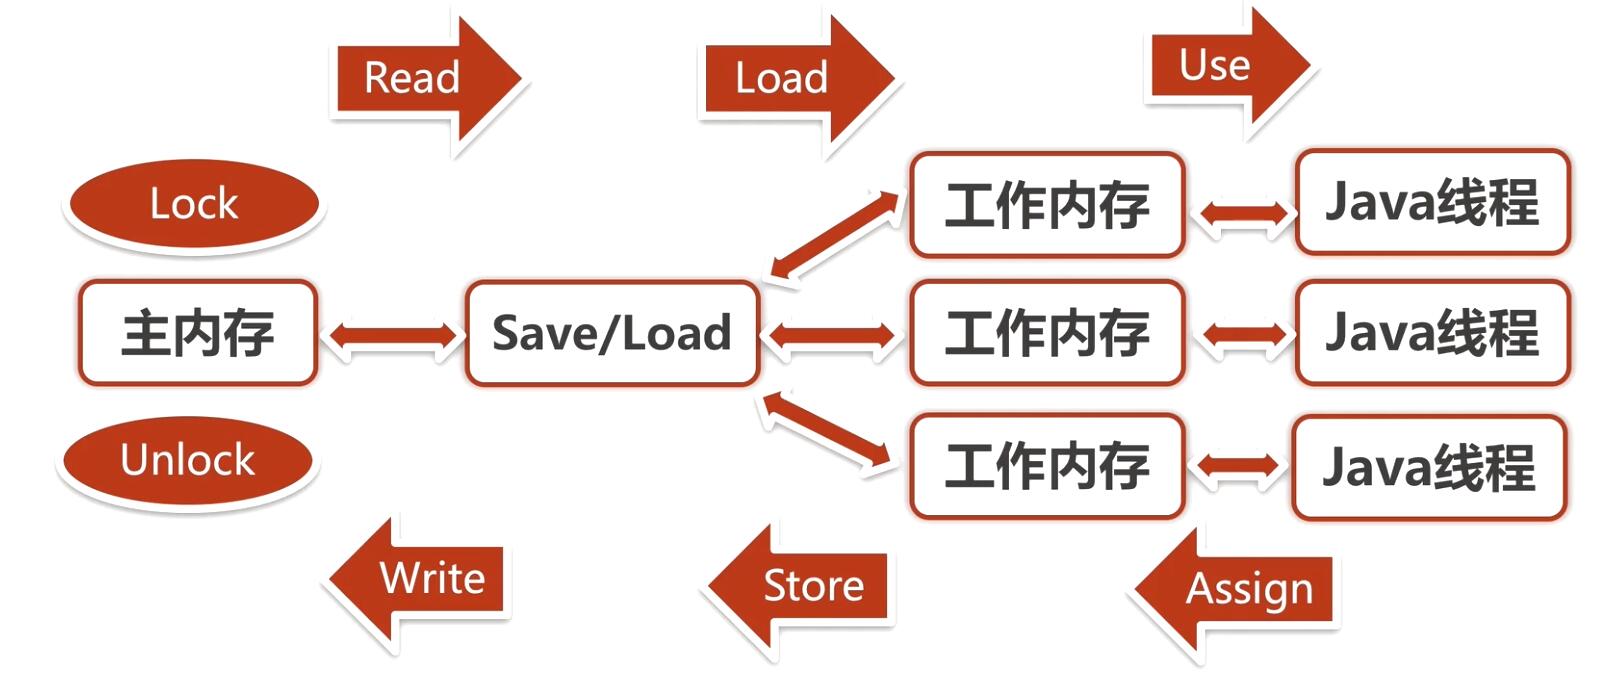 Read
Load
Use
Lock
工作内存
Java线程
主内存
Save/Load
工作内存
Java线程
Unlock
工作内存
Java线程
Write
Store
Assign